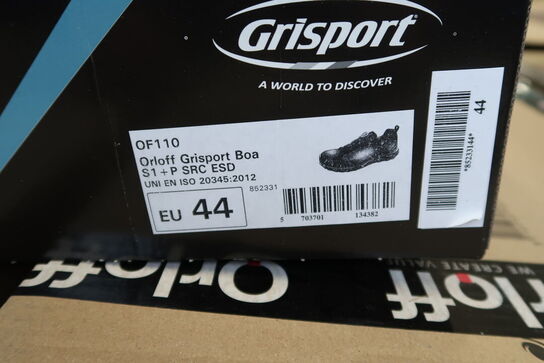 Grisport
A WORLD TO DISCOVER
OF110
Orloff Grisport Boa
S1+P SRC ESD
UNI EN ISO 20345:2012
852331
EU 44
5 703701 134382
44
*85233144*
Orloff
Orloff
WE CREATE VALUE